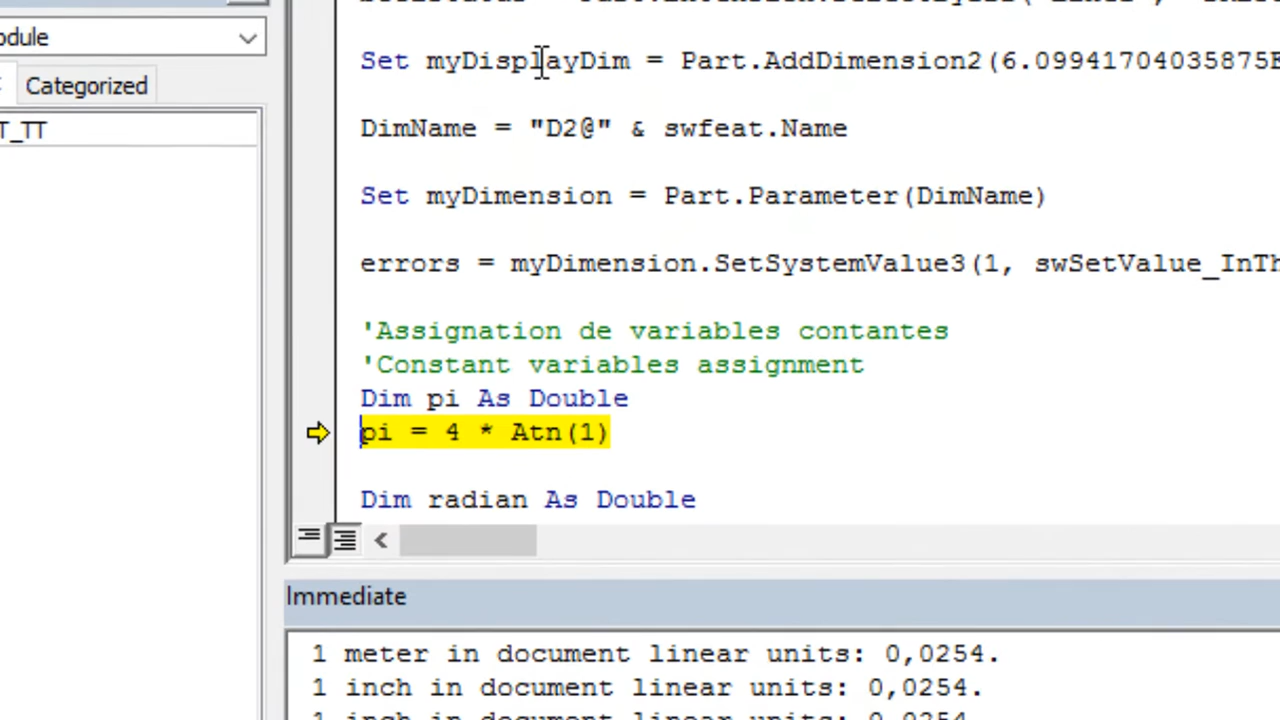 odule
Categorized
T_TT
Set myDisplayDim = Part.AddDimension2(6.09941704035875E
DimName = "D2@" & swfeat.Name
Set myDimension = Part.Parameter(DimName)
errors = myDimension.SetSystemValue3(1, swSetValue_InTh
'Assignation de variables contantes
'Constant variables assignment
Dim pi As Double
pi = 4 * Atn(1)
Dim radian As Double
Immediate
1 meter in document linear units: 0,0254.
1 inch in document linear units: 0,0254.